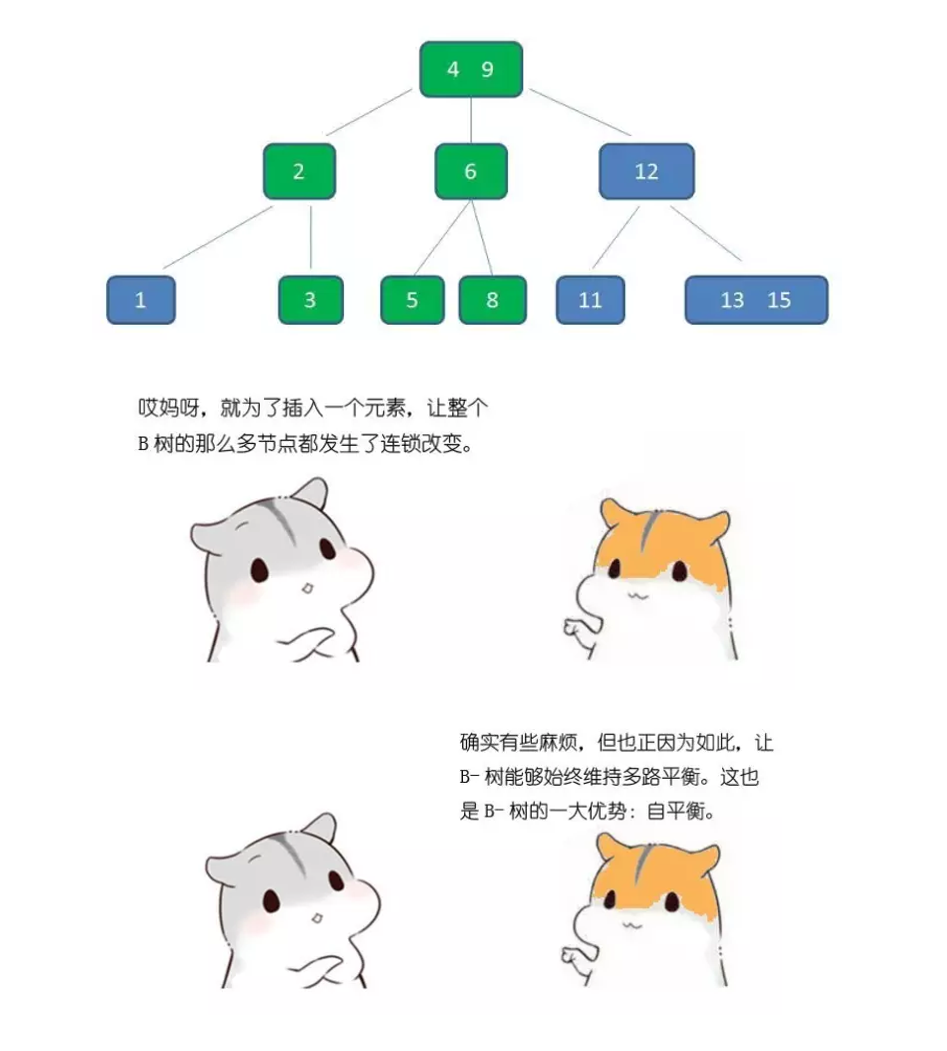 4 9
2
6
12
1
3
5
8
11
13 15
哎妈呀，就为了插入一个元素，让整个
B 树的那么多节点都发生了连锁改变。
确实有些麻烦，但也正因为如此，让
B- 树能够始终维持多路平衡。这也
是 B- 树的一大优势：自平衡。